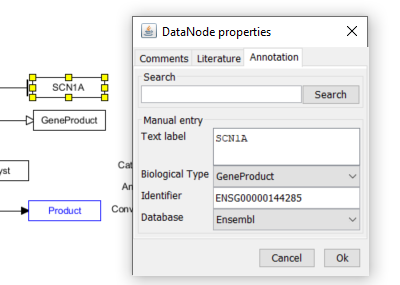 SCN1A
GeneProduct
yst
Product
Cat
An
Conv
DataNode properties
Comments Literature Annotation
Search
Search
Manual entry
Text label SCN1A
Biological Type GeneProduct
Identifier ENSG00000144285
Database Ensembl
Cancel Ok